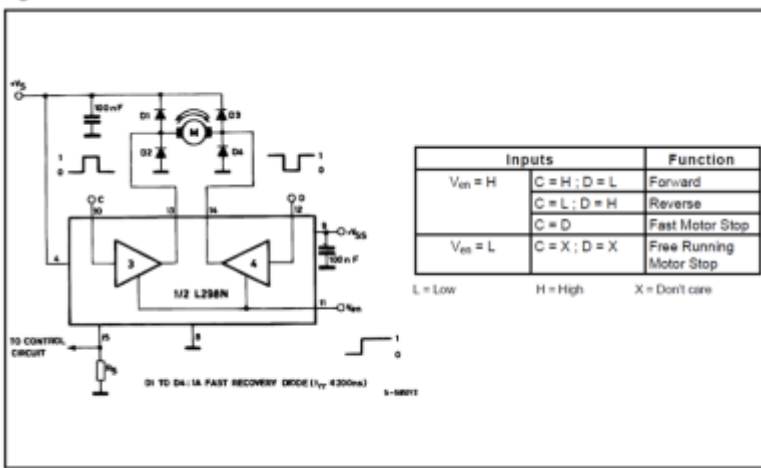 +Vs
100nF
D1
D3
M
D2
D4
1
0
1
0
C
D
10
13
14
12
9
+VSS
4
3
4
100nF
1/2 L298N
11
Ven
15
8
TO CONTROL
CIRCUIT
RS
1
0
D1 TO D4 : 1A FAST RECOVERY DIODE (trr ≤ 200ns)
Inputs Function
Ven = H C = H ; D = L Forward
C = L ; D = H Reverse
C = D Fast Motor Stop
Ven = L C = X ; D = X Free Running
Motor Stop
L = Low H = High X = Don't care